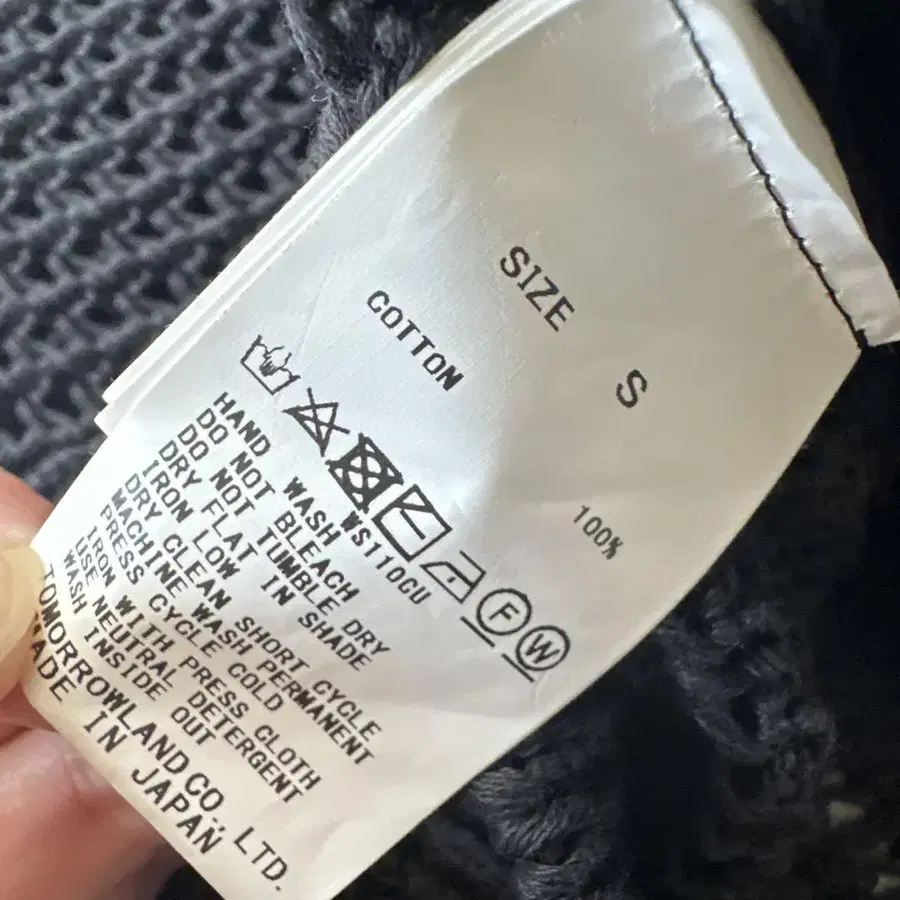 SIZE S
COTTON 100%
F W
WS110CU
HAND WASH
DO NOT BLEACH
DO NOT TUMBLE DRY
DRY FLAT IN SHADE
IRON LOW
DRY CLEAN SHORT CYCLE
MACHINE WASH PERMANENT
PRESS CYCLE COLD
IRON WITH PRESS CLOTH
USE NEUTRAL DETERGENT
WASH INSIDE OUT
TOMORROWLAND CO., LTD.
MADE IN JAPAN